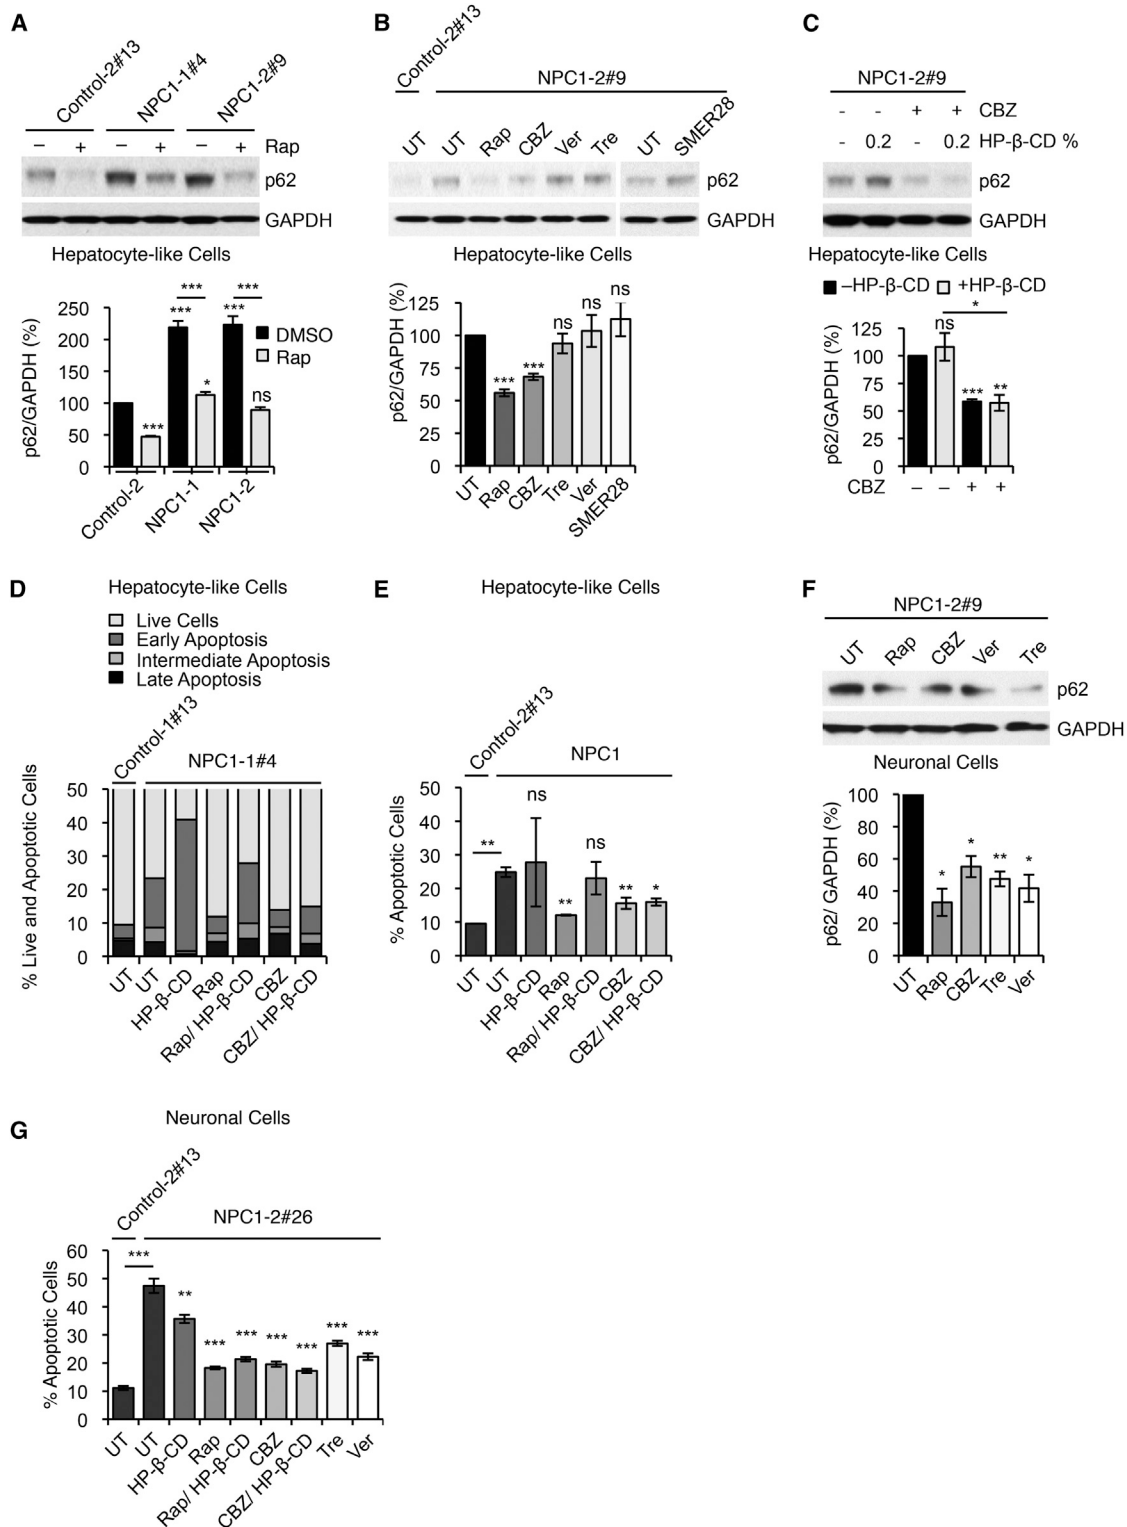 A
Control-2#13
NPC1-1#4
NPC1-2#9
– + – + – + Rap
p62
GAPDH
Hepatocyte-like Cells
p62/GAPDH (%)
250
200
150
100
50
0
*** ***
*** *** * *** ns
DMSO
Rap
Control-2
NPC1-1
NPC1-2
B
Control-2#13
NPC1-2#9
UT UT Rap CBZ Ver Tre UT SMER28
p62
GAPDH
Hepatocyte-like Cells
p62/GAPDH (%)
125
100
75
50
25
0
*** *** ns ns ns
UT Rap CBZ Tre Ver SMER28
C
NPC1-2#9
- - + + CBZ
- 0.2 - 0.2 HP-β-CD %
p62
GAPDH
Hepatocyte-like Cells
–HP-β-CD +HP-β-CD
p62/GAPDH (%)
125
100
75
50
25
0
*
ns *** **
CBZ – – + +
D
Hepatocyte-like Cells
Live Cells
Early Apoptosis
Intermediate Apoptosis
Late Apoptosis
Control-1#13
NPC1-1#4
% Live and Apoptotic Cells
50
40
30
20
10
0
UT UT HP-β-CD Rap Rap/ HP-β-CD CBZ CBZ/ HP-β-CD
E
Hepatocyte-like Cells
Control-2#13
NPC1
% Apoptotic Cells
50
40
30
20
10
0
** ns ** ns ** *
UT UT HP-β-CD Rap Rap/ HP-β-CD CBZ CBZ/ HP-β-CD
F
NPC1-2#9
UT Rap CBZ Ver Tre
p62
GAPDH
Neuronal Cells
p62/ GAPDH (%)
100
80
60
40
20
0
* * ** *
UT Rap CBZ Tre Ver
G
Neuronal Cells
Control-2#13
NPC1-2#26
% Apoptotic Cells
60
50
40
30
20
10
0
*** ** *** *** *** *** *** ***
UT UT HP-β-CD Rap Rap/ HP-β-CD CBZ CBZ/ HP-β-CD Tre Ver